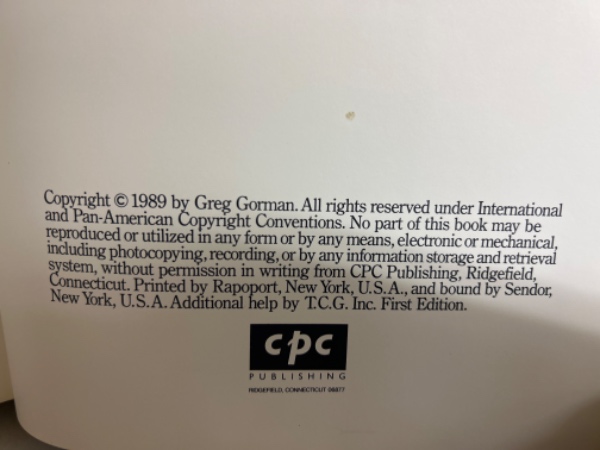 Copyright © 1989 by Greg Gorman. All rights reserved under International
and Pan-American Copyright Conventions. No part of this book may be
reproduced or utilized in any form or by any means, electronic or mechanical,
including photocopying, recording, or by any information storage and retrieval
system, without permission in writing from CPC Publishing, Ridgefield,
Connecticut. Printed by Rapoport, New York, U.S.A., and bound by Sendor,
New York, U.S.A. Additional help by T.C.G. Inc. First Edition.
cpc
PUBLISHING
RIDGEFIELD, CONNECTICUT 06877